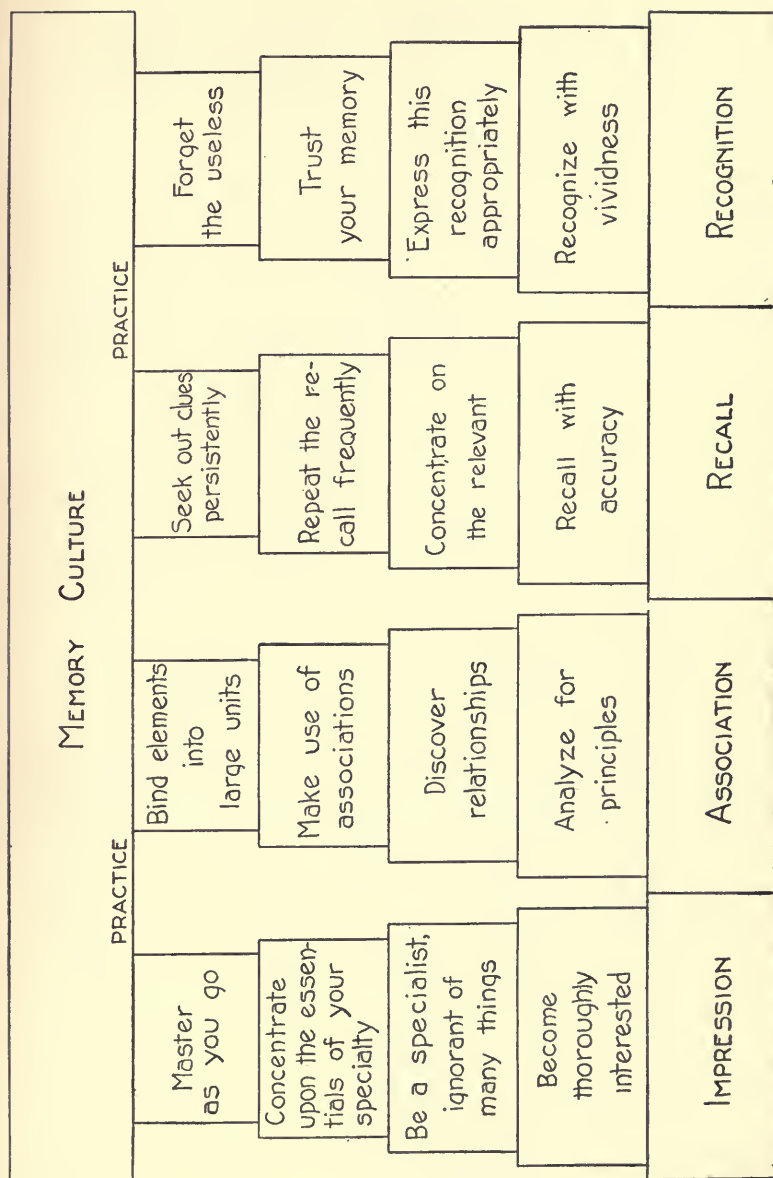 MEMORY CULTURE
PRACTICE
PRACTICE
Master
as you go
Concentrate
upon the essen-
tials of your
specialty
Be a specialist,
ignorant of
many things
Become
thoroughly
interested
IMPRESSION
Bind elements
into
large units
Make use of
associations
Discover
relationships
Analyze for
principles
ASSOCIATION
Seek out clues
persistently
Repeat the re-
call frequently
Concentrate on
the relevant
Recall with
accuracy
RECALL
Forget
the useless
Trust
your memory
Express this
recognition
appropriately
Recognize with
vividness
RECOGNITION